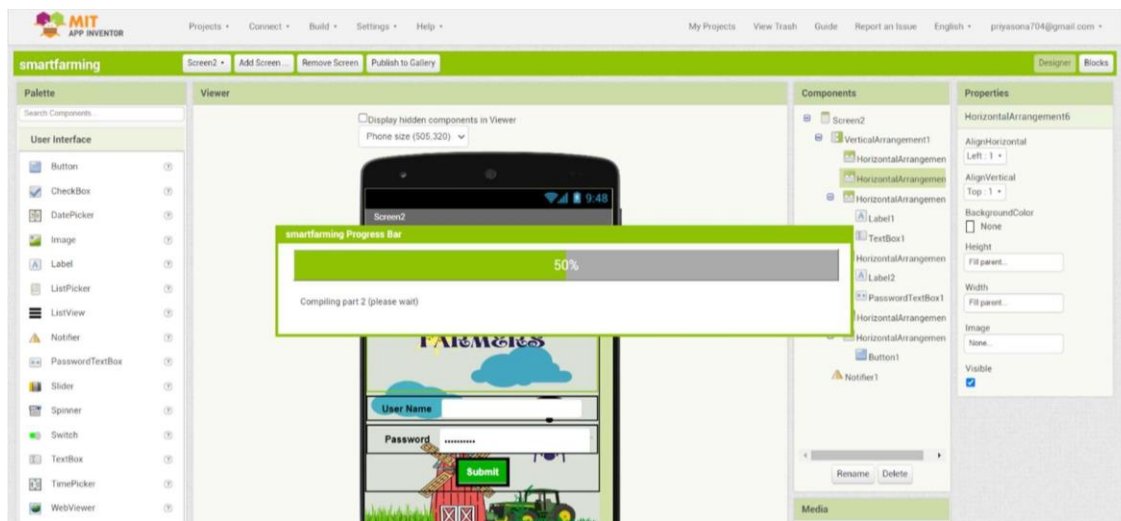 MIT
APP INVENTOR
Projects
Connect
Build
Settings
Help
My Projects
View Trash
Guide
Report an Issue
English
priyasona704@gmail.com
smartfarming
Screen2
Add Screen ...
Remove Screen
Publish to Gallery
Designer
Blocks
Palette
Search Components...
User Interface
Button
CheckBox
DatePicker
Image
Label
ListPicker
ListView
Notifier
PasswordTextBox
Slider
Spinner
Switch
TextBox
TimePicker
WebViewer
Viewer
Display hidden components in Viewer
Phone size (505,320)
9:48
Screen2
smartfarming Progress Bar
50%
Compiling part 2 (please wait)
FARMERS
User Name
Password
Submit
Components
Screen2
VerticalArrangement1
HorizontalArrangemen
HorizontalArrangemen
HorizontalArrangemen
Label1
TextBox1
HorizontalArrangemen
Label2
PasswordTextBox1
HorizontalArrangemen
HorizontalArrangemen
Button1
Notifier1
Rename
Delete
Media
Properties
HorizontalArrangement6
AlignHorizontal
Left : 1
AlignVertical
Top : 1
BackgroundColor
None
Height
Fill parent...
Width
Fill parent...
Image
None...
Visible